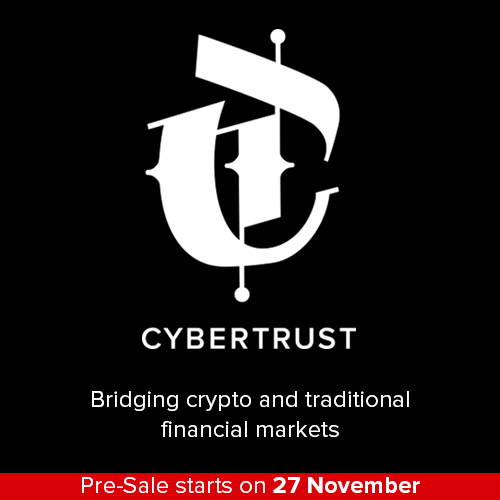 CYBERTRUST
Bridging crypto and traditional
financial markets
Pre-Sale starts on 27 November